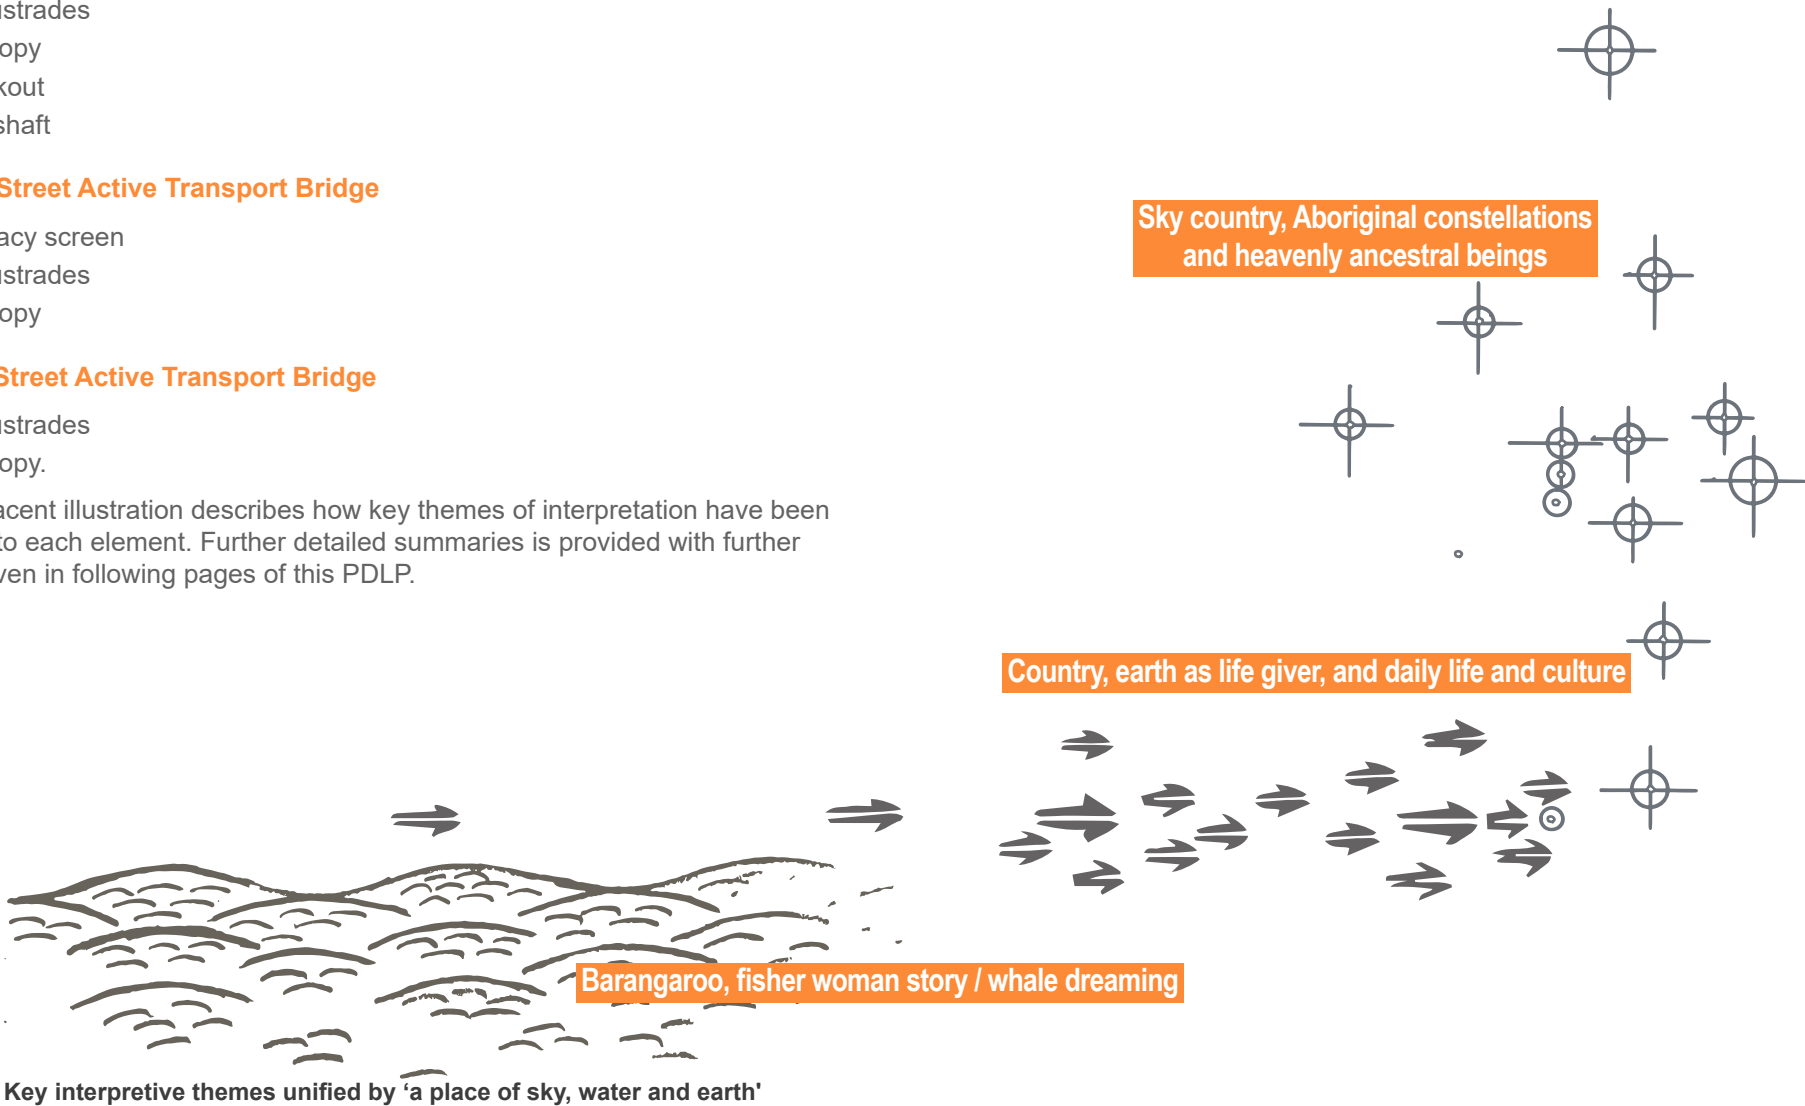 ustrades
opy
kout
shaft
Street Active Transport Bridge
acy screen
ustrades
opy
Street Active Transport Bridge
ustrades
opy.
acent illustration describes how key themes of interpretation have been
to each element. Further detailed summaries is provided with further
ven in following pages of this PDLP.
Sky country, Aboriginal constellations
and heavenly ancestral beings
Country, earth as life giver, and daily life and culture
Barangaroo, fisher woman story / whale dreaming
Key interpretive themes unified by ‘a place of sky, water and earth'